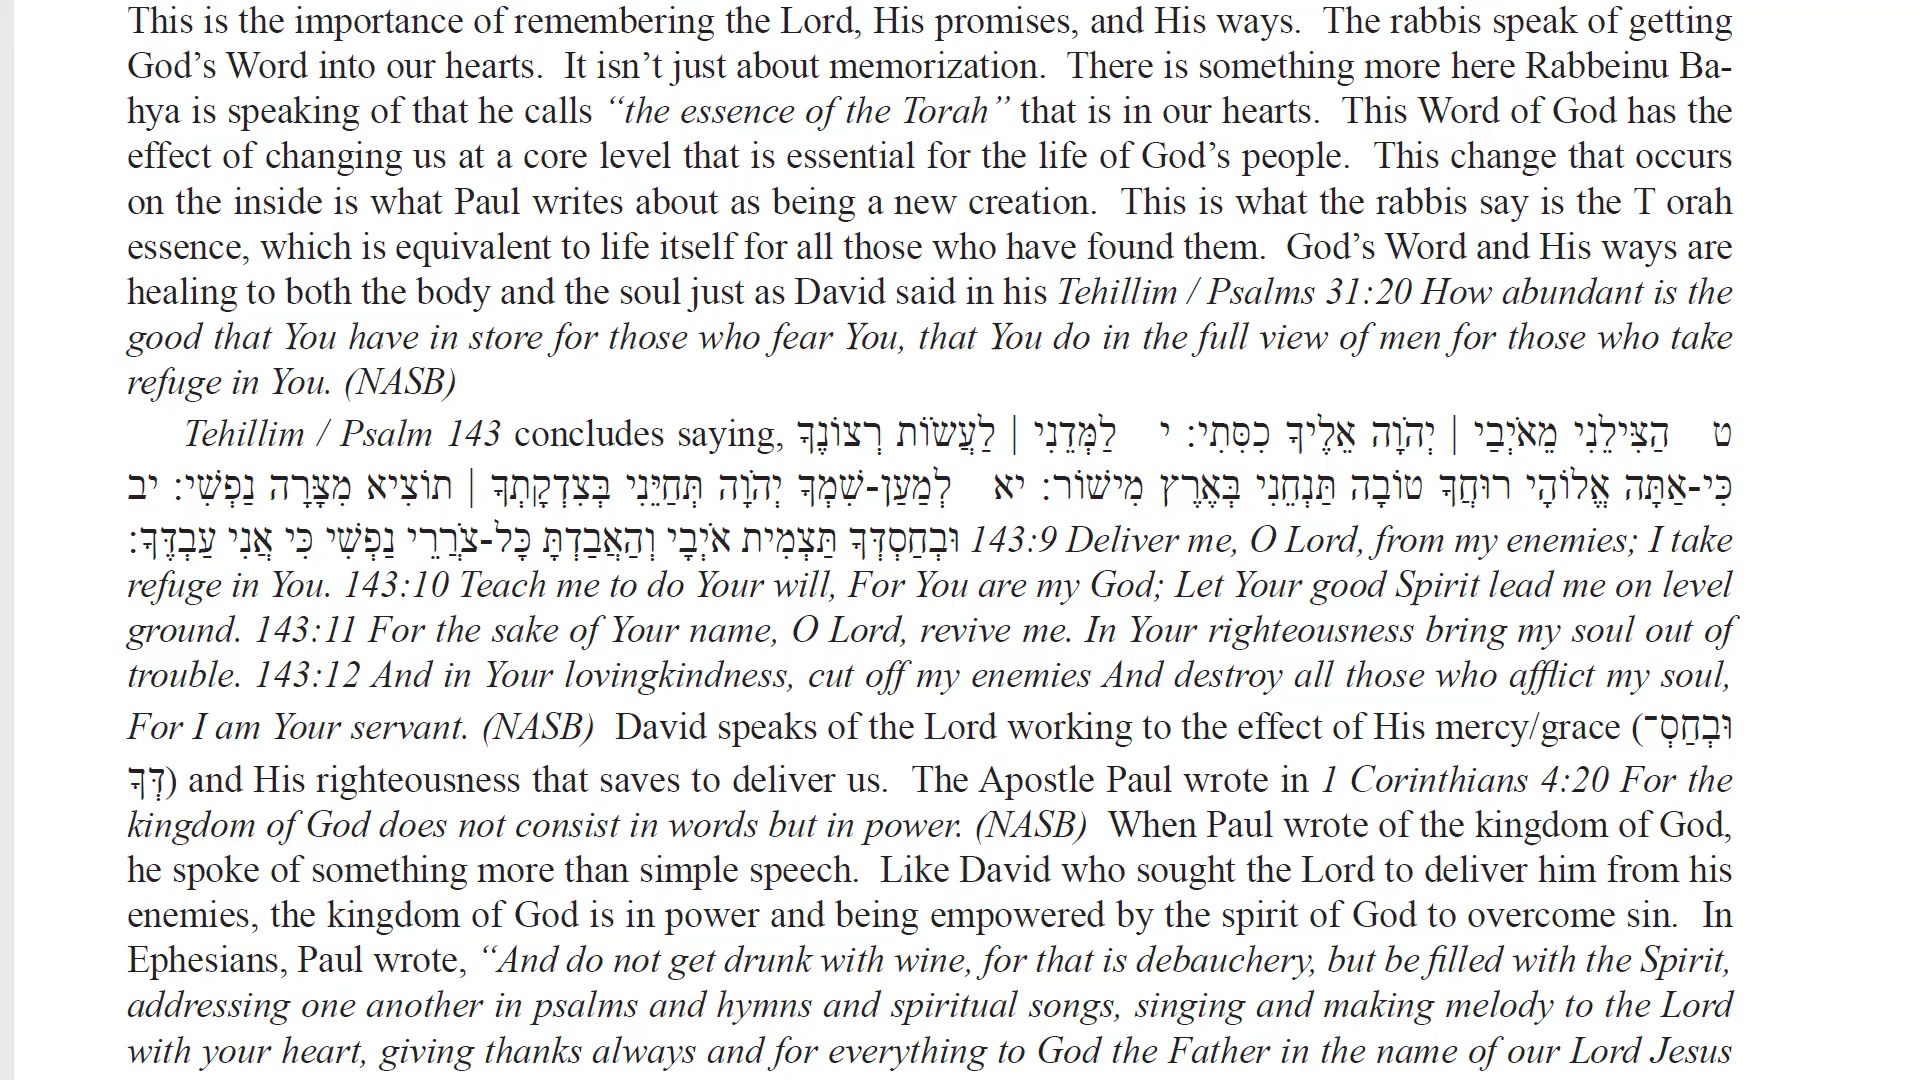 This is the importance of remembering the Lord, His promises, and His ways.  The rabbis speak of getting
God’s Word into our hearts.  It isn’t just about memorization.  There is something more here Rabbeinu Ba-
hya is speaking of that he calls “the essence of the Torah” that is in our hearts.  This Word of God has the
effect of changing us at a core level that is essential for the life of God’s people.  This change that occurs
on the inside is what Paul writes about as being a new creation.  This is what the rabbis say is the T orah
essence, which is equivalent to life itself for all those who have found them.  God’s Word and His ways are
healing to both the body and the soul just as David said in his Tehillim / Psalms 31:20 How abundant is the
good that You have in store for those who fear You, that You do in the full view of men for those who take
refuge in You. (NASB)
Tehillim / Psalm 143 concludes saying, ט   הַצִּילֵנִי מֵאֹיְבַי | יְהֹוָה אֵלֶיךָ כִסִּתִי: י   לַמְּדֵנִי | לַעֲשׂוֹת רְצוֹנֶךָ
כִּי-אַתָּה אֱלוֹהָי רוּחֲךָ טוֹבָה תַּנְחֵנִי בְּאֶרֶץ מִישׁוֹר: יא   לְמַעַן-שִׁמְךָ יְהֹוָה תְּחַיֵּנִי בְּצִדְקָתְךָ | תּוֹצִיא מִצָּרָה נַפְשִׁי: יב
וּבְחַסְדְּךָ תַּצְמִית אֹיְבָי וְהַאֲבַדְתָּ כָּל-צֹרֲרֵי נַפְשִׁי כִּי אֲנִי עַבְדֶּךָ: 143:9 Deliver me, O Lord, from my enemies; I take
refuge in You. 143:10 Teach me to do Your will, For You are my God; Let Your good Spirit lead me on level
ground. 143:11 For the sake of Your name, O Lord, revive me. In Your righteousness bring my soul out of
trouble. 143:12 And in Your lovingkindness, cut off my enemies And destroy all those who afflict my soul,
For I am Your servant. (NASB)  David speaks of the Lord working to the effect of His mercy/grace (וּבְחַסְ־
דְּךָ) and His righteousness that saves to deliver us.  The Apostle Paul wrote in 1 Corinthians 4:20 For the
kingdom of God does not consist in words but in power. (NASB)  When Paul wrote of the kingdom of God,
he spoke of something more than simple speech.  Like David who sought the Lord to deliver him from his
enemies, the kingdom of God is in power and being empowered by the spirit of God to overcome sin.  In
Ephesians, Paul wrote, “And do not get drunk with wine, for that is debauchery, but be filled with the Spirit,
addressing one another in psalms and hymns and spiritual songs, singing and making melody to the Lord
with your heart, giving thanks always and for everything to God the Father in the name of our Lord Jesus